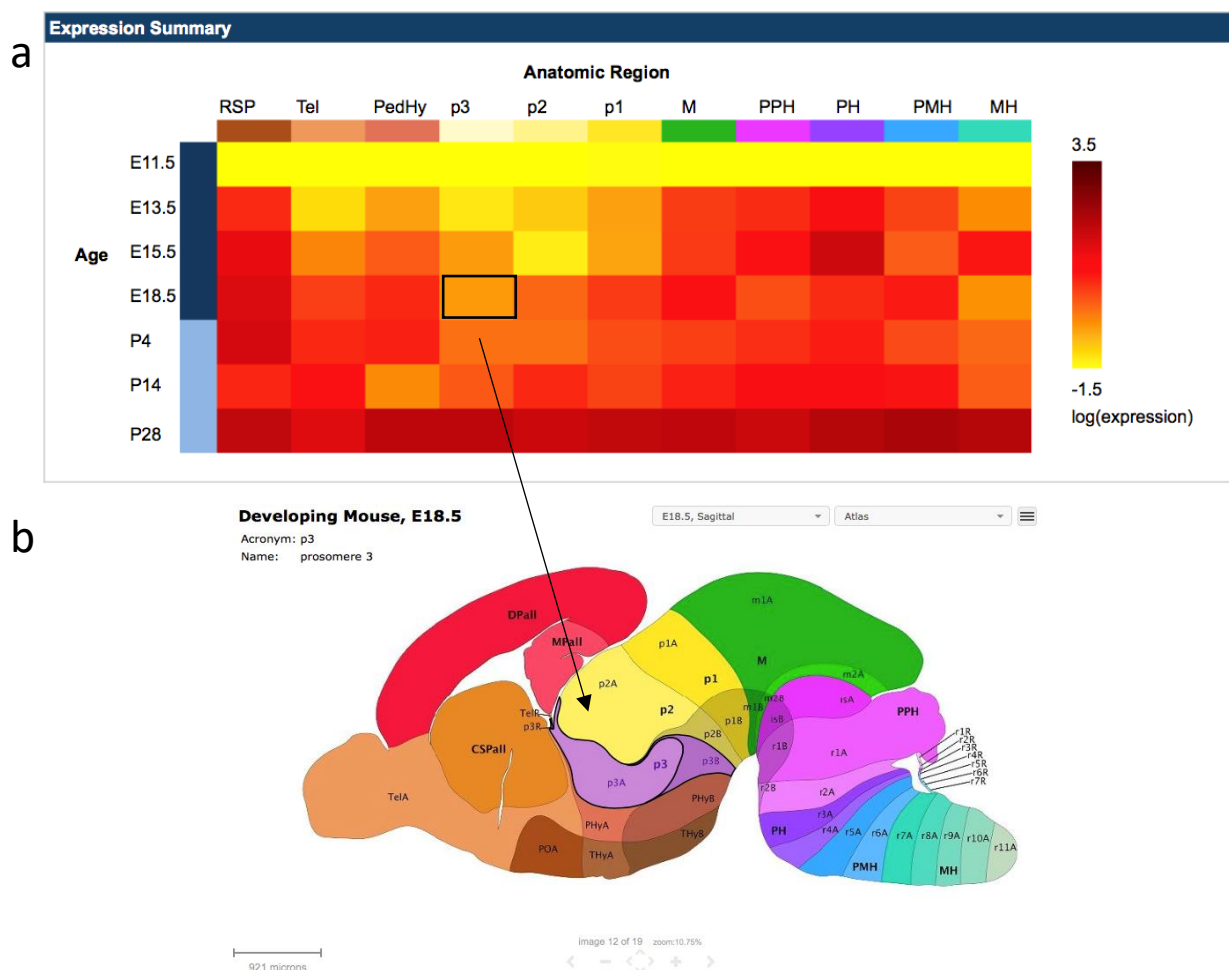 a
Expression Summary
Anatomic Region
RSP Tel PedHy p3 p2 p1 M PPH PH PMH MH
Age
E11.5
E13.5
E15.5
E18.5
P4
P14
P28
3.5
-1.5
log(expression)
b
Developing Mouse, E18.5
Acronym: p3
Name: prosomere 3
E18.5, Sagittal
Atlas
DPall
MPall
m1A
p1A
M
p1
m2A
p2A
p2
m2B
isA
PPH
TelR
p3R
m1B
isB
p1B
p2B
CSPall
r1B
r1A
p3
p3B
p3A
TelA
r2B
r2A
PHyB
PHyA
THyB
POA
THyA
PH
r3A
r4A
r5A
r6A
r7A
r8A
r9A
r10A
r11A
PMH
MH
r1R
r2R
r3R
r4R
r5R
r6R
r7R
921 microns
image 12 of 19 zoom:10.75%